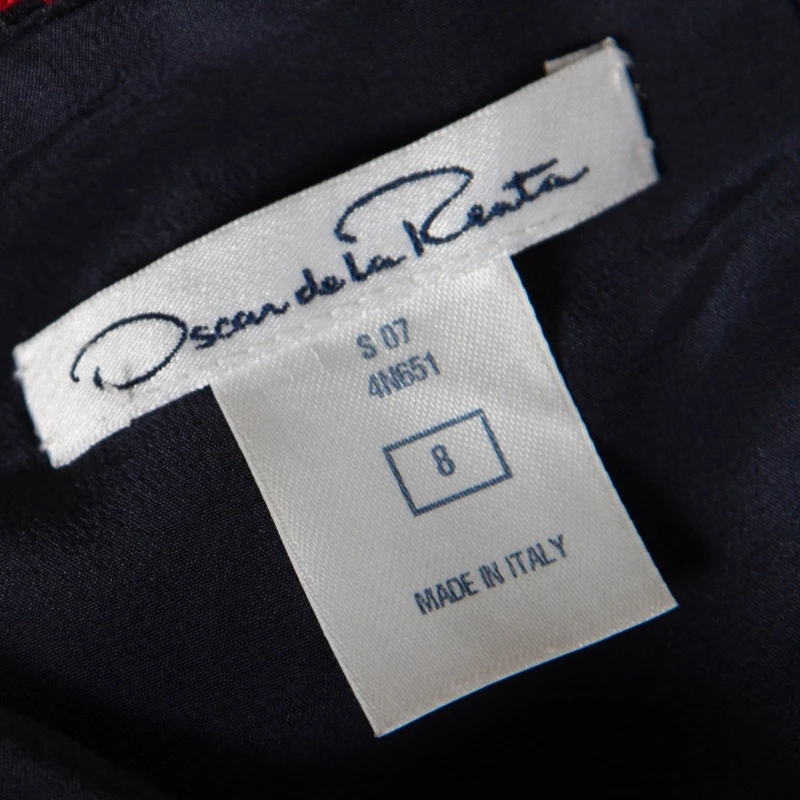 Oscar de la Renta
S 07
4N651
8
MADE IN ITALY